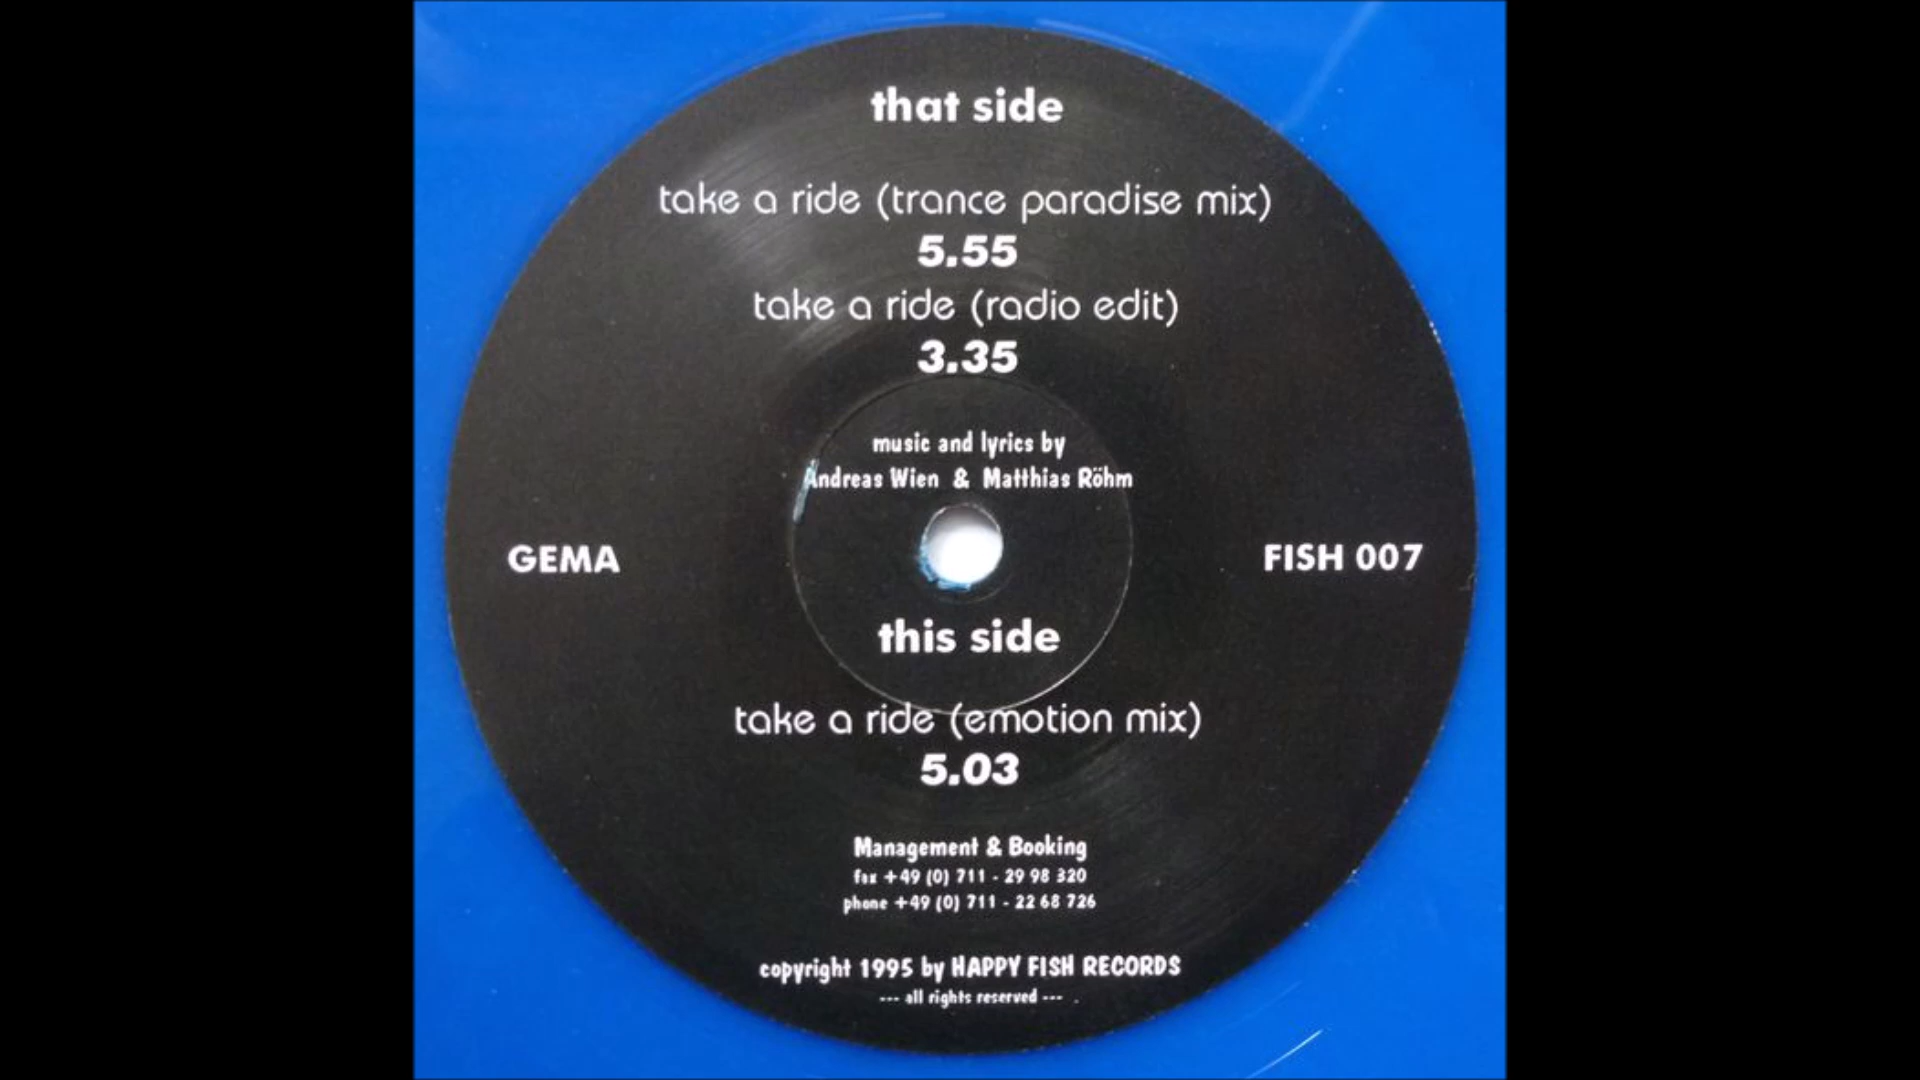 that side
take a ride (trance paradise mix)
5.55
take a ride (radio edit)
3.35
music and lyrics by
Andreas Wien & Matthias Röhm
GEMA
FISH 007
this side
take a ride (emotion mix)
5.03
Management & Booking
fax +49 (0) 711 - 29 98 320
phone +49 (0) 711 - 22 68 726
copyright 1995 by HAPPY FISH RECORDS
--- all rights reserved ---